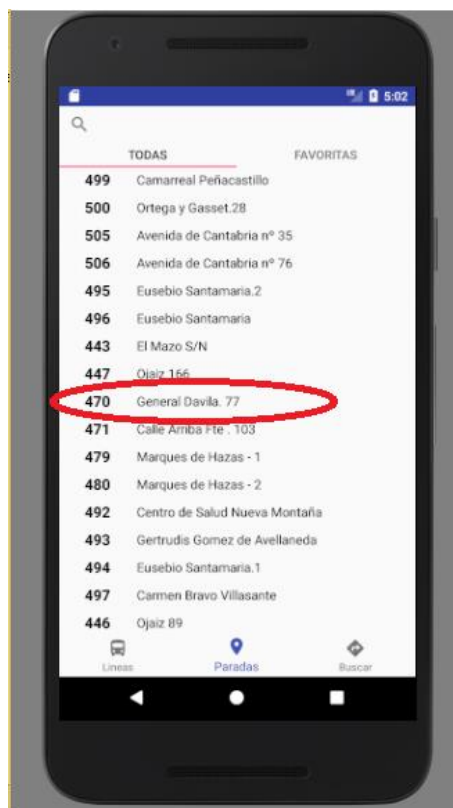 5:02
TODAS FAVORITAS
499 Camarreal Peñacastillo
500 Ortega y Gasset.28
505 Avenida de Cantabria nº 35
506 Avenida de Cantabria nº 76
495 Eusebio Santamaria.2
496 Eusebio Santamaria
443 El Mazo S/N
447 Ojaiz 166
470 General Davila. 77
471 Calle Arriba Fte . 103
479 Marques de Hazas - 1
480 Marques de Hazas - 2
492 Centro de Salud Nueva Montaña
493 Gertrudis Gomez de Avellaneda
494 Eusebio Santamaria.1
497 Carmen Bravo Villasante
446 Ojaiz 89
Lineas Paradas Buscar